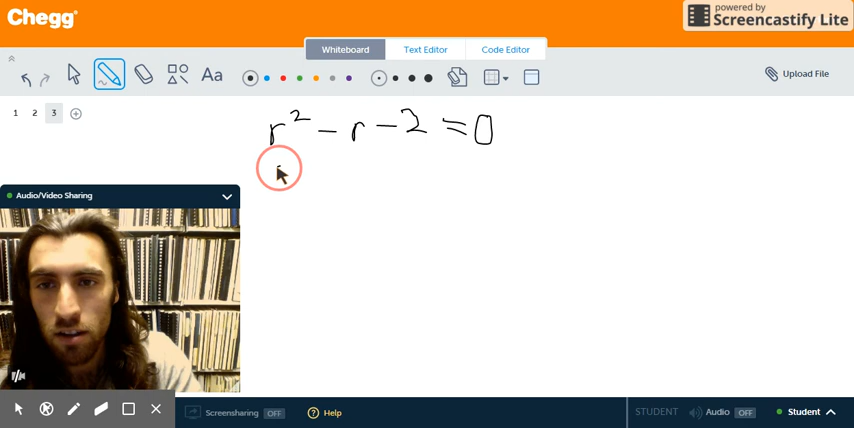 Chegg
powered by
Screencastify Lite
Whiteboard
Text Editor
Code Editor
Aa
Upload File
1 2 3
r² - r - 2 = 0
Audio/Video Sharing
Screensharing OFF
? Help
STUDENT
Audio OFF
Student